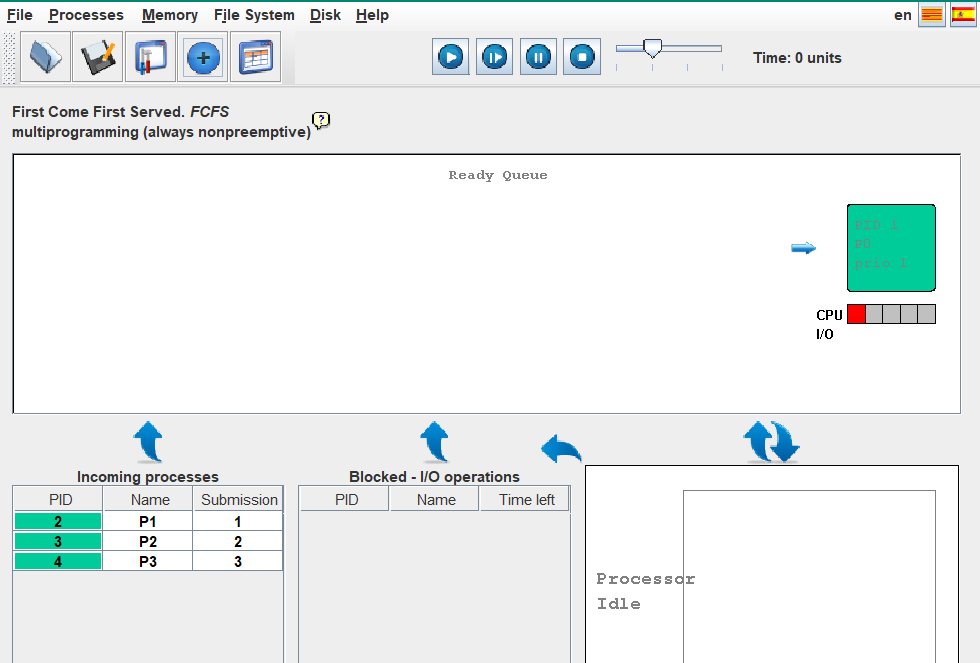 File Processes Memory File System Disk Help en
Time: 0 units
First Come First Served. FCFS
multiprogramming (always nonpreemptive)
?
Ready Queue
pid 1
P0
prio 1
CPU
I/O
Incoming processes
PID Name Submission
2 P1 1
3 P2 2
4 P3 3
Blocked - I/O operations
PID Name Time left
Processor
Idle